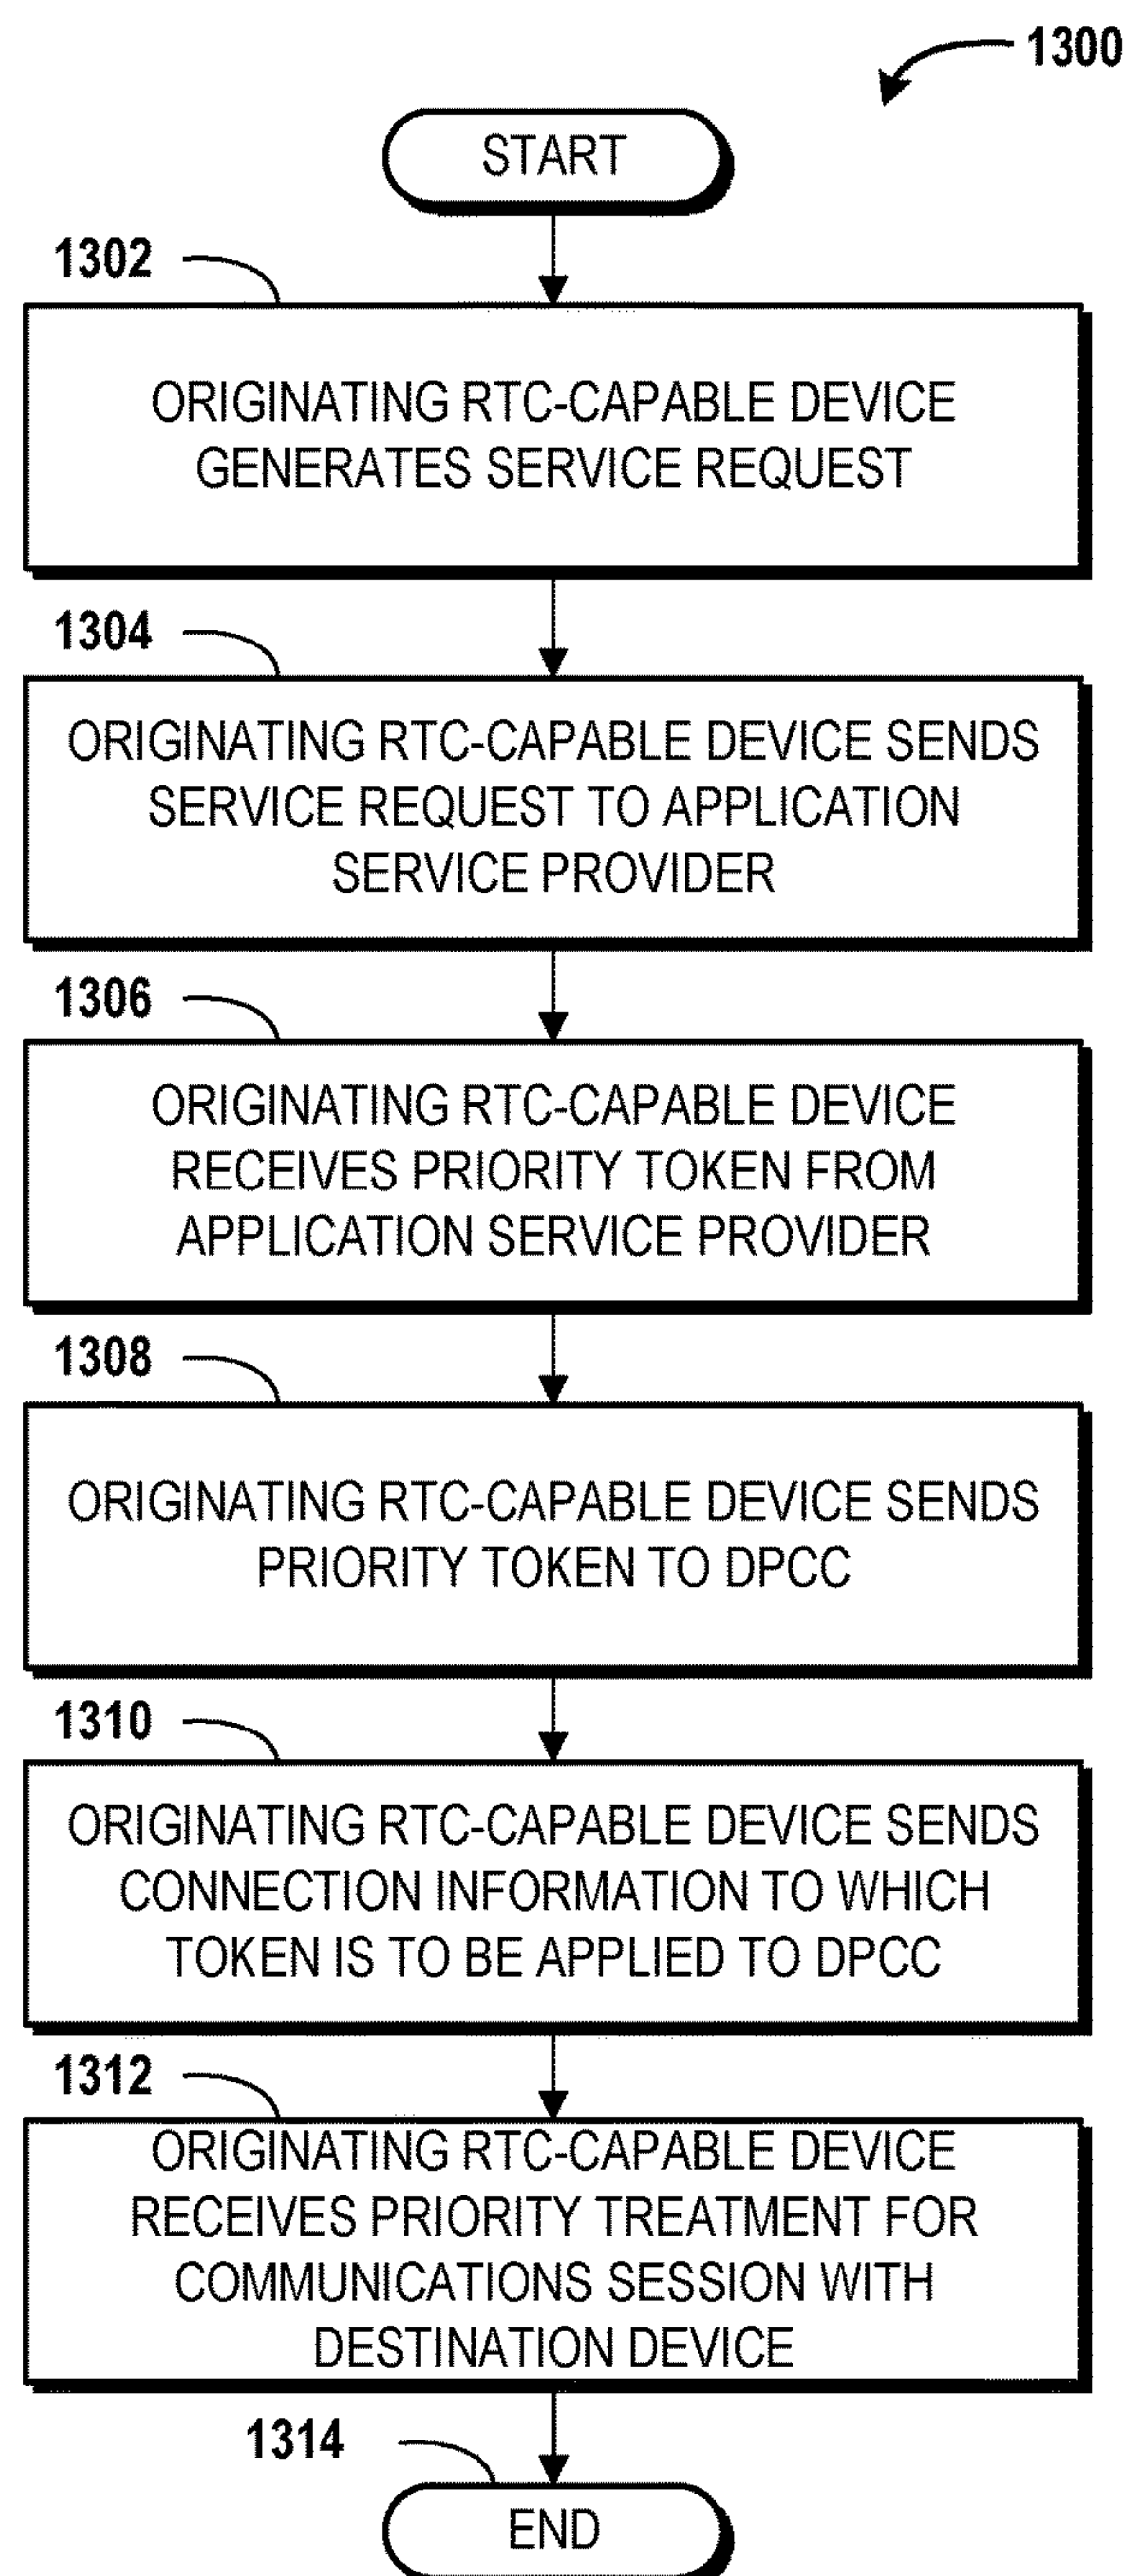 1300
START
1302
ORIGINATING RTC-CAPABLE DEVICE
GENERATES SERVICE REQUEST
1304
ORIGINATING RTC-CAPABLE DEVICE SENDS
SERVICE REQUEST TO APPLICATION
SERVICE PROVIDER
1306
ORIGINATING RTC-CAPABLE DEVICE
RECEIVES PRIORITY TOKEN FROM
APPLICATION SERVICE PROVIDER
1308
ORIGINATING RTC-CAPABLE DEVICE SENDS
PRIORITY TOKEN TO DPCC
1310
ORIGINATING RTC-CAPABLE DEVICE SENDS
CONNECTION INFORMATION TO WHICH
TOKEN IS TO BE APPLIED TO DPCC
1312
ORIGINATING RTC-CAPABLE DEVICE
RECEIVES PRIORITY TREATMENT FOR
COMMUNICATIONS SESSION WITH
DESTINATION DEVICE
1314
END